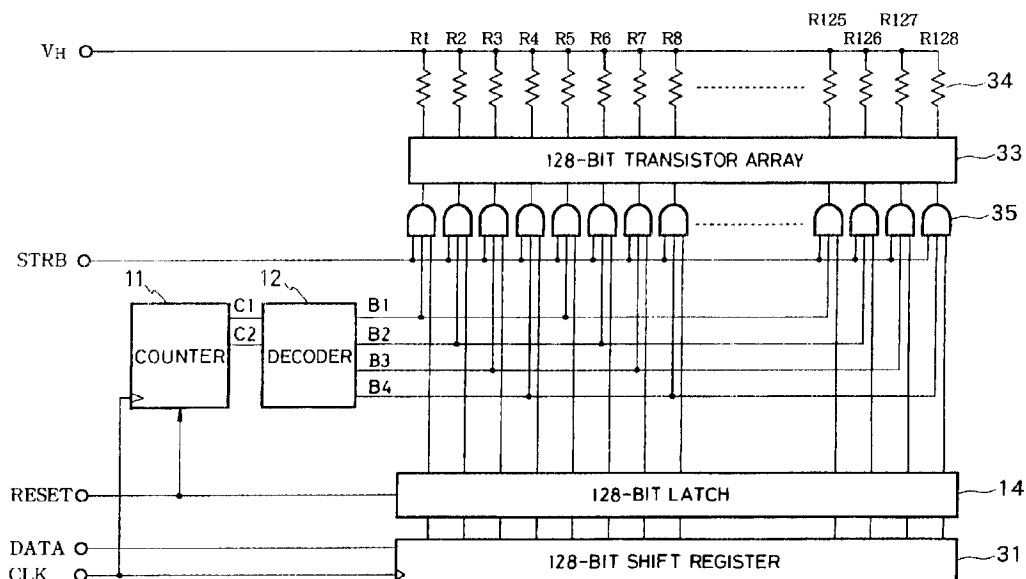 R125 R127
VH R1 R2 R3 R4 R5 R6 R7 R8 R126 R128
34
128-BIT TRANSISTOR ARRAY 33
35
STRB
11 12
C1 B1
C2 B2
COUNTER DECODER B3
B4
RESET 128-BIT LATCH 14
DATA
128-BIT SHIFT REGISTER 31
CLK